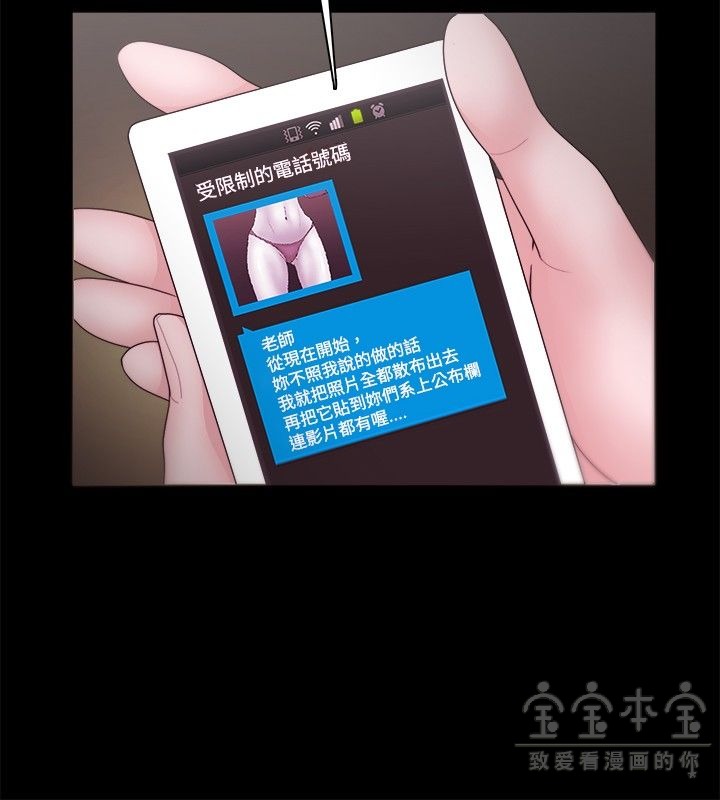 受限制的電話號碼
老師
從現在開始，
妳不照我說的做的話
我就把照片全都散布出去
再把它貼到妳們系上公布欄
連影片都有喔....
宝宝本宝
致爱看漫画的你